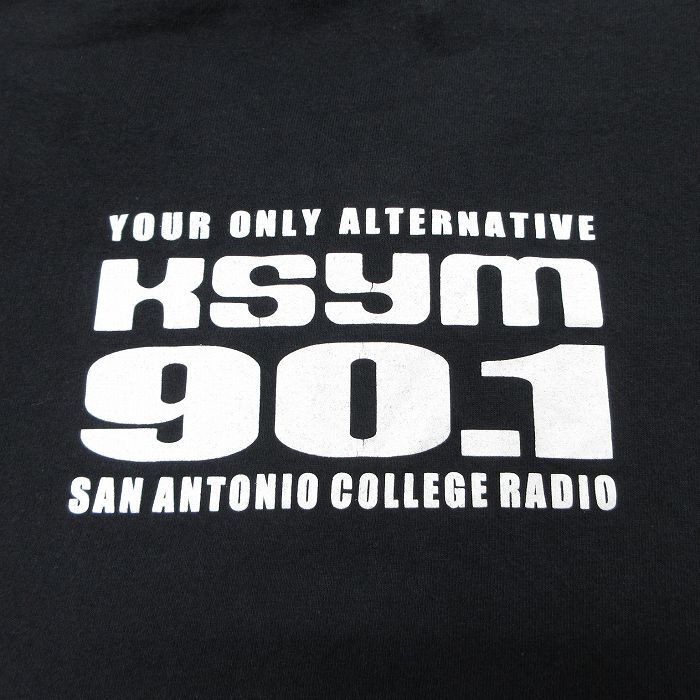 YOUR ONLY ALTERNATIVE
KSYM
90.1
SAN ANTONIO COLLEGE RADIO